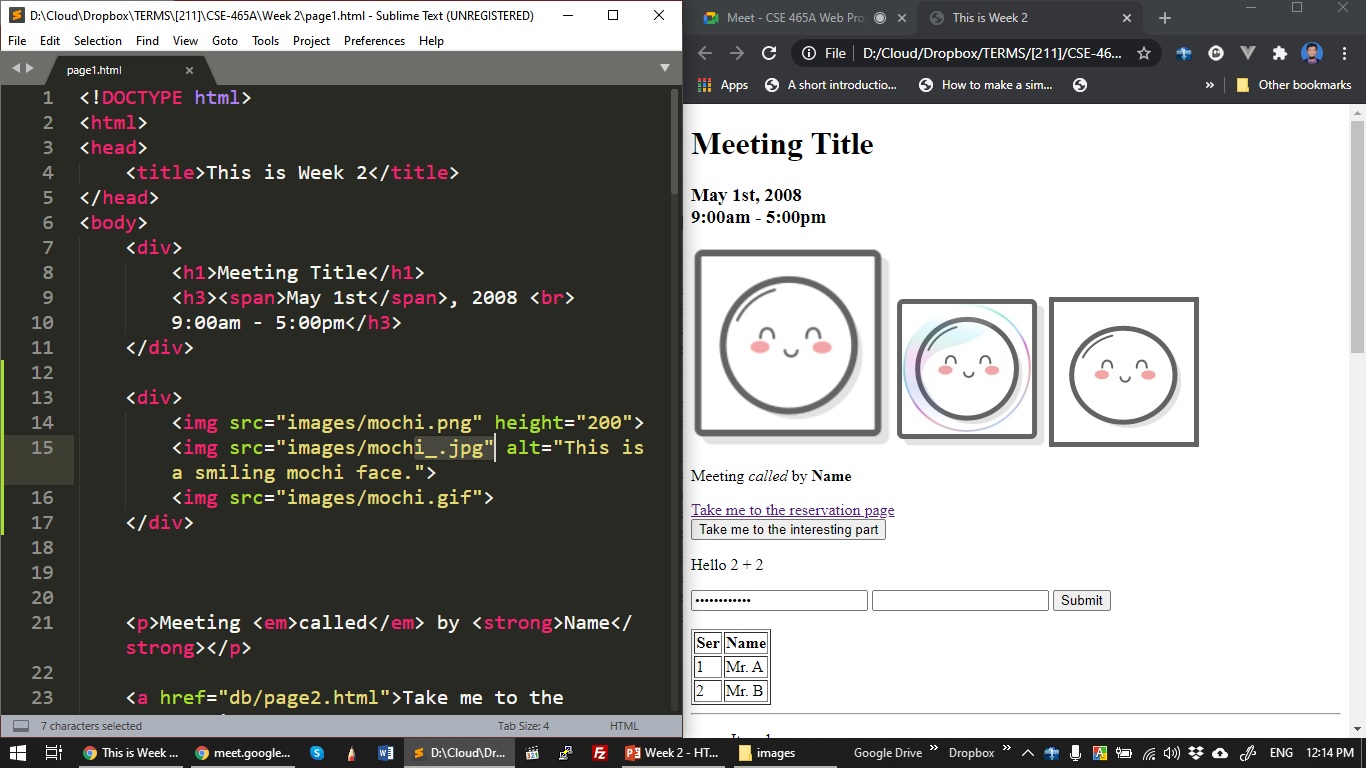 D:\Cloud\Dropbox\TERMS\[211]\CSE-465A\Week 2\page1.html - Sublime Text (UNREGISTERED)
File Edit Selection Find View Goto Tools Project Preferences Help
page1.html
1 <!DOCTYPE html>
2 <html>
3 <head>
4 <title>This is Week 2</title>
5 </head>
6 <body>
7 <div>
8 <h1>Meeting Title</h1>
9 <h3><span>May 1st</span>, 2008 <br>
10 9:00am - 5:00pm</h3>
11 </div>
12
13 <div>
14 <img src="images/mochi.png" height="200">
15 <img src="images/mochi_.jpg" alt="This is
a smiling mochi face.">
16 <img src="images/mochi.gif">
17 </div>
18
19
20
21 <p>Meeting <em>called</em> by <strong>Name</
strong></p>
22
23 <a href="db/page2.html">Take me to the
7 characters selected Tab Size: 4 HTML
Meet - CSE 465A Web Pro
This is Week 2
File D:/Cloud/Dropbox/TERMS/[211]/CSE-46...
Apps A short introductio... How to make a sim... » Other bookmarks
Meeting Title
May 1st, 2008
9:00am - 5:00pm
Meeting called by Name
Take me to the reservation page
Take me to the interesting part
Hello 2 + 2
Submit
Ser Name
1 Mr. A
2 Mr. B
This is Week ... meet.google... D:\Cloud\Dr... Week 2 - HT... images Google Drive » Dropbox » ENG 12:14 PM